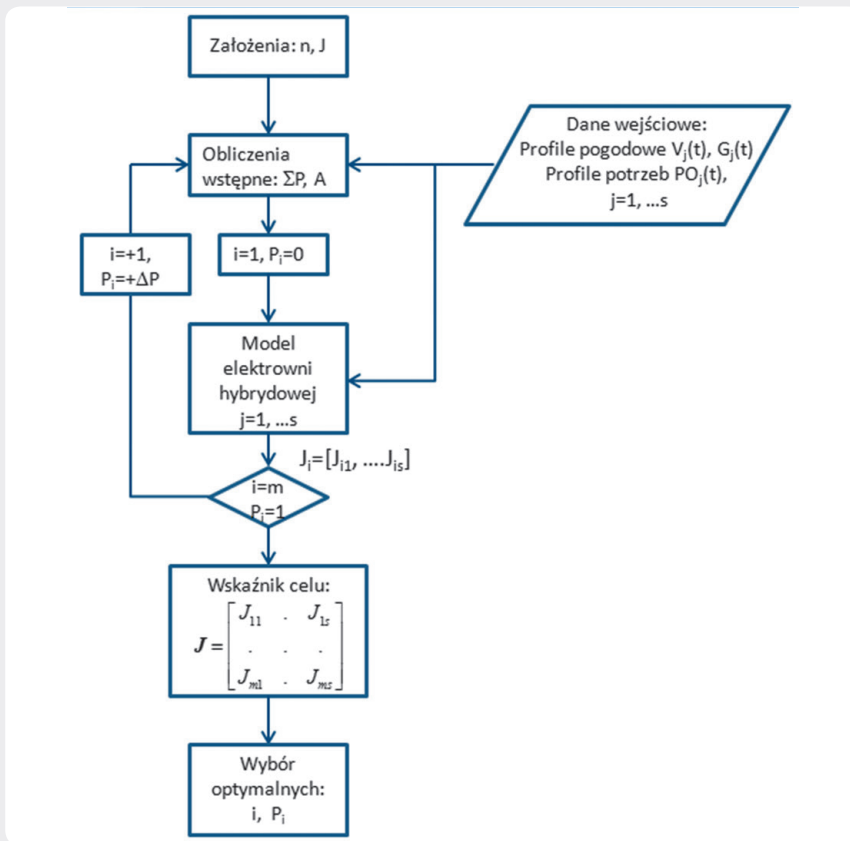 Założenia: n, J
Dane wejściowe:
Profile pogodowe Vj(t), Gj(t)
Profile potrzeb POj(t),
j=1, ...s
Obliczenia
wstępne: ΣP, A
i=+1,
Pi=+ΔP
i=1, Pi=0
Model
elektrowni
hybrydowej
j=1, ...s
Ji=[Ji1, ....Jis]
i=m
Pi=1
Wskaźnik celu:
J11 . J1s
J = . . .
Jm1 . Jms
Wybór
optymalnych:
i, Pi